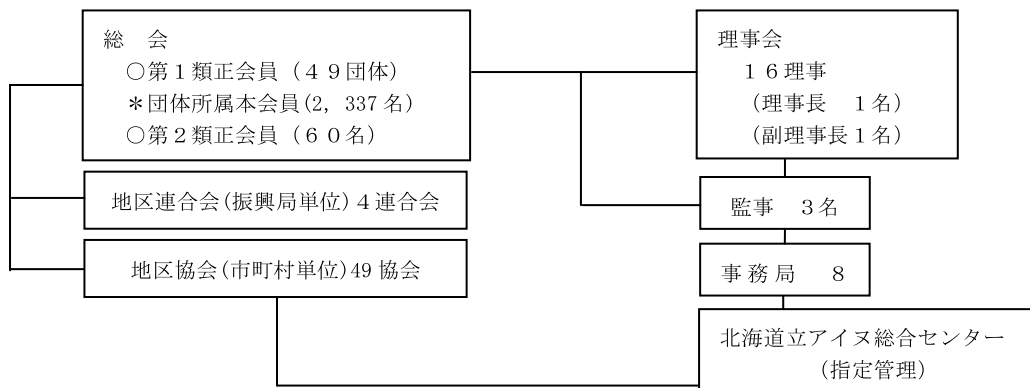 総　会
○第１類正会員（４９団体）
＊団体所属本会員(2，337名)
○第２類正会員（６０名）
地区連合会(振興局単位)４連合会
地区協会(市町村単位)49協会
理事会
１６理事
（理事長　１名）
（副理事長１名）
監事　３名
事務局　８
北海道立アイヌ総合センター
（指定管理）